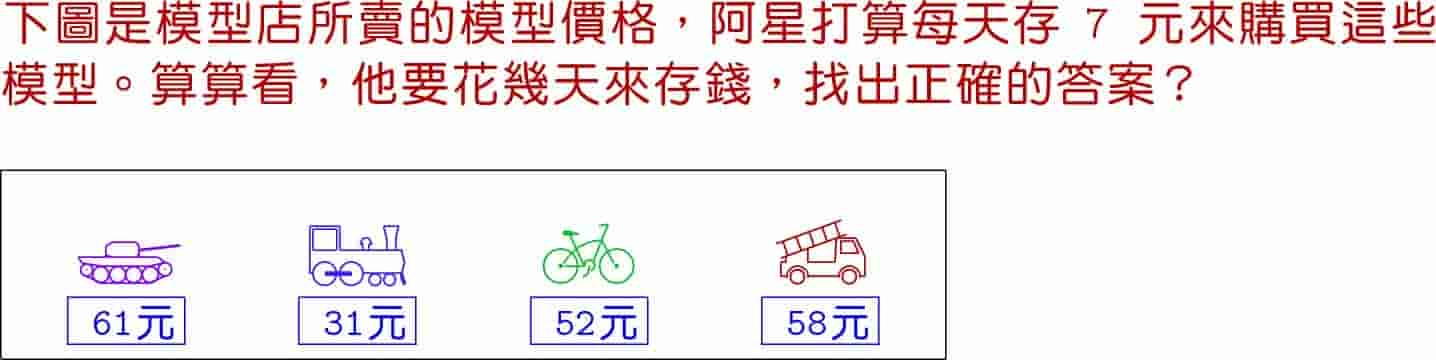 下圖是模型店所賣的模型價格，阿星打算每天存 7 元來購買這些
模型。算算看，他要花幾天來存錢，找出正確的答案？
61元 31元 52元 58元